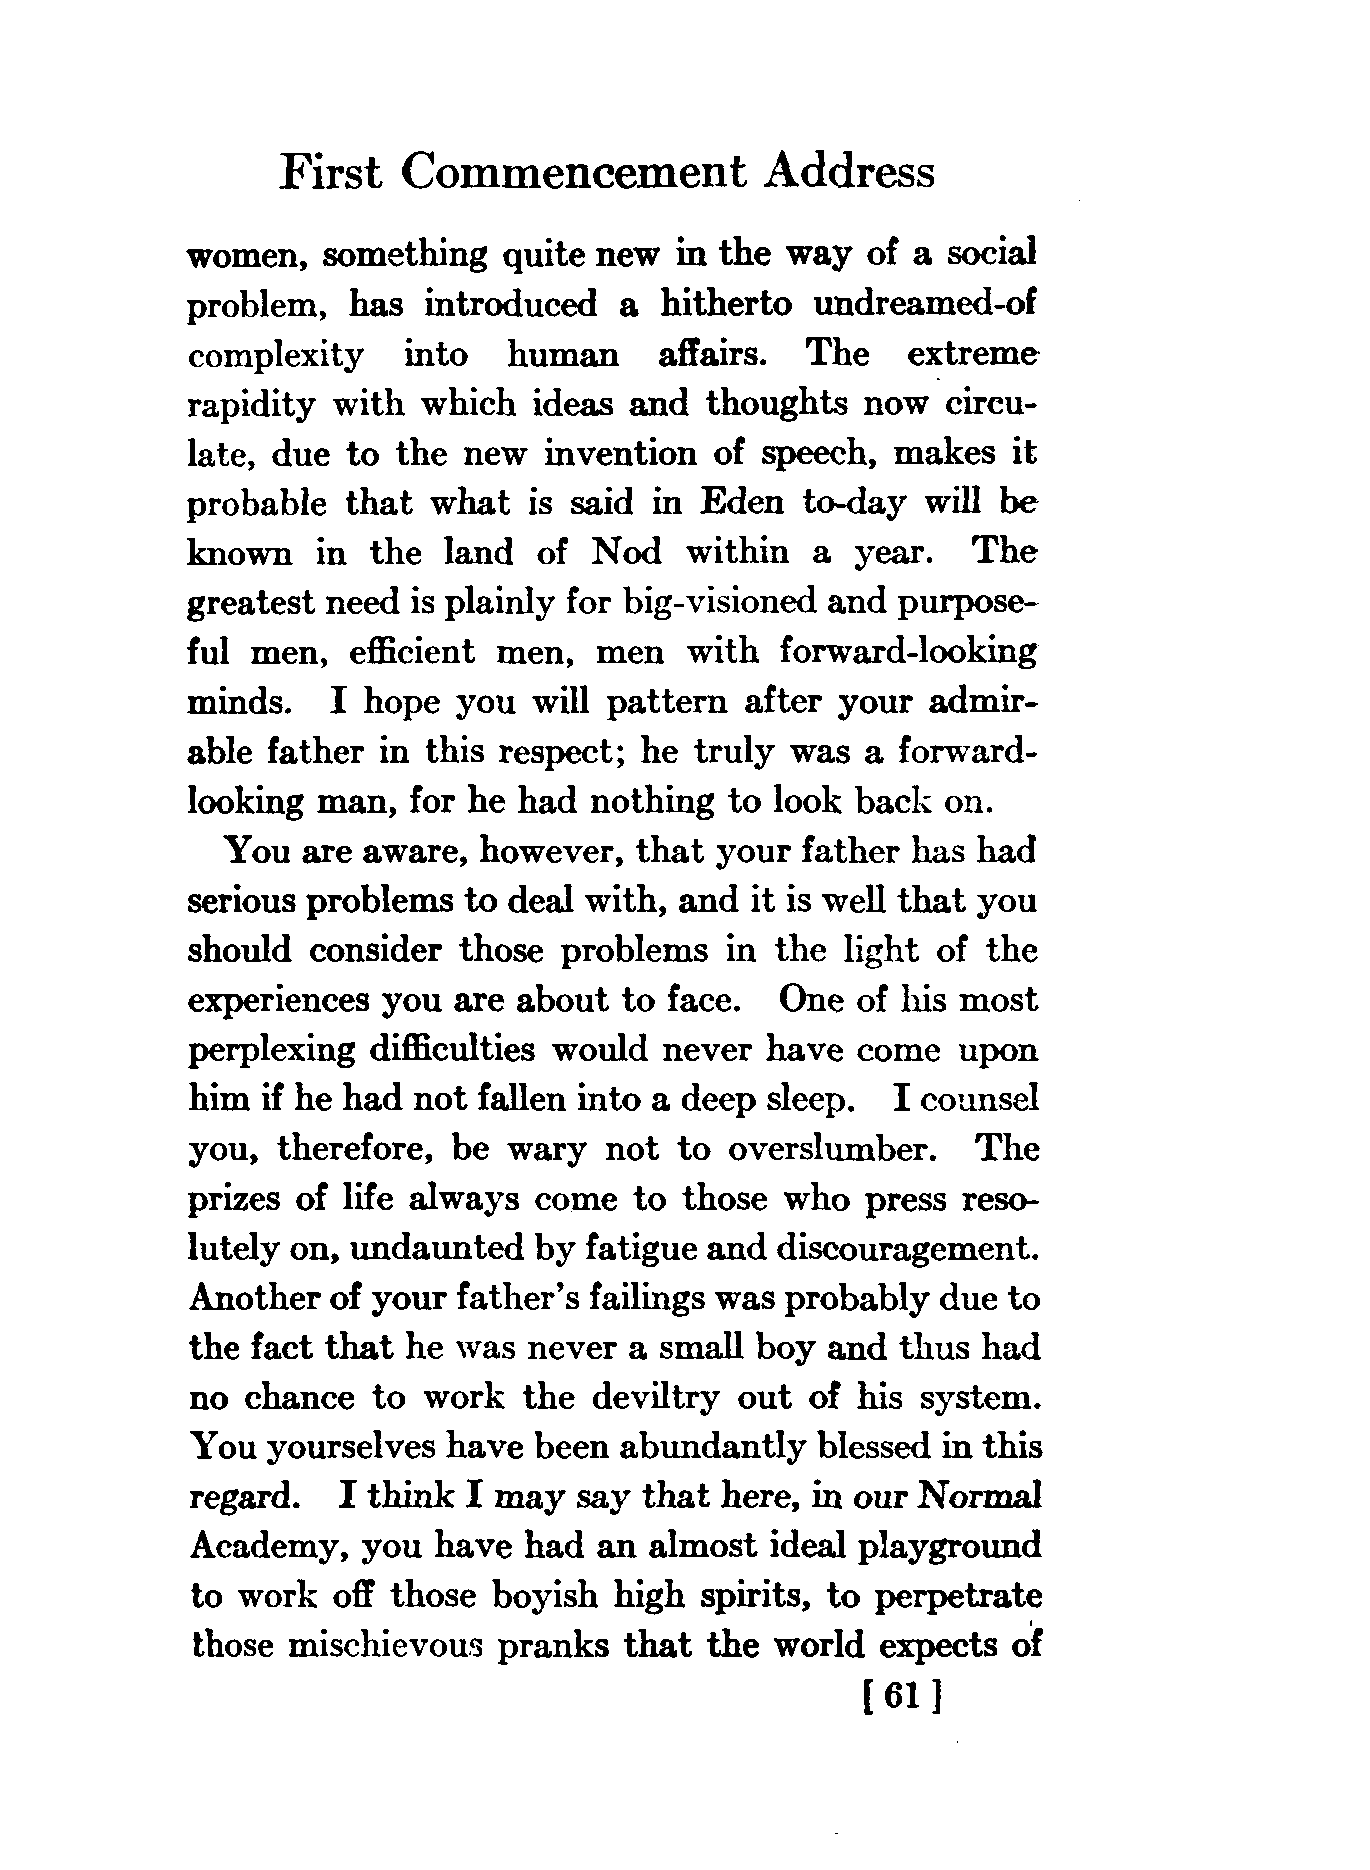 First Commencement Address
women, something quite new in the way of a social
problem, has introduced a hitherto undreamed-of
complexity into human affairs. The extreme
rapidity with which ideas and thoughts now circu-
late, due to the new invention of speech, makes it
probable that what is said in Eden to-day will be
known in the land of Nod within a year. The
greatest need is plainly for big-visioned and purpose-
ful men, efficient men, men with forward-looking
minds. I hope you will pattern after your admir-
able father in this respect; he truly was a forward-
looking man, for he had nothing to look back on.
You are aware, however, that your father has had
serious problems to deal with, and it is well that you
should consider those problems in the light of the
experiences you are about to face. One of his most
perplexing difficulties would never have come upon
him if he had not fallen into a deep sleep. I counsel
you, therefore, be wary not to overslumber. The
prizes of life always come to those who press reso-
lutely on, undaunted by fatigue and discouragement.
Another of your father's failings was probably due to
the fact that he was never a small boy and thus had
no chance to work the deviltry out of his system.
You yourselves have been abundantly blessed in this
regard. I think I may say that here, in our Normal
Academy, you have had an almost ideal playground
to work off those boyish high spirits, to perpetrate
those mischievous pranks that the world expects of
[ 61 ]